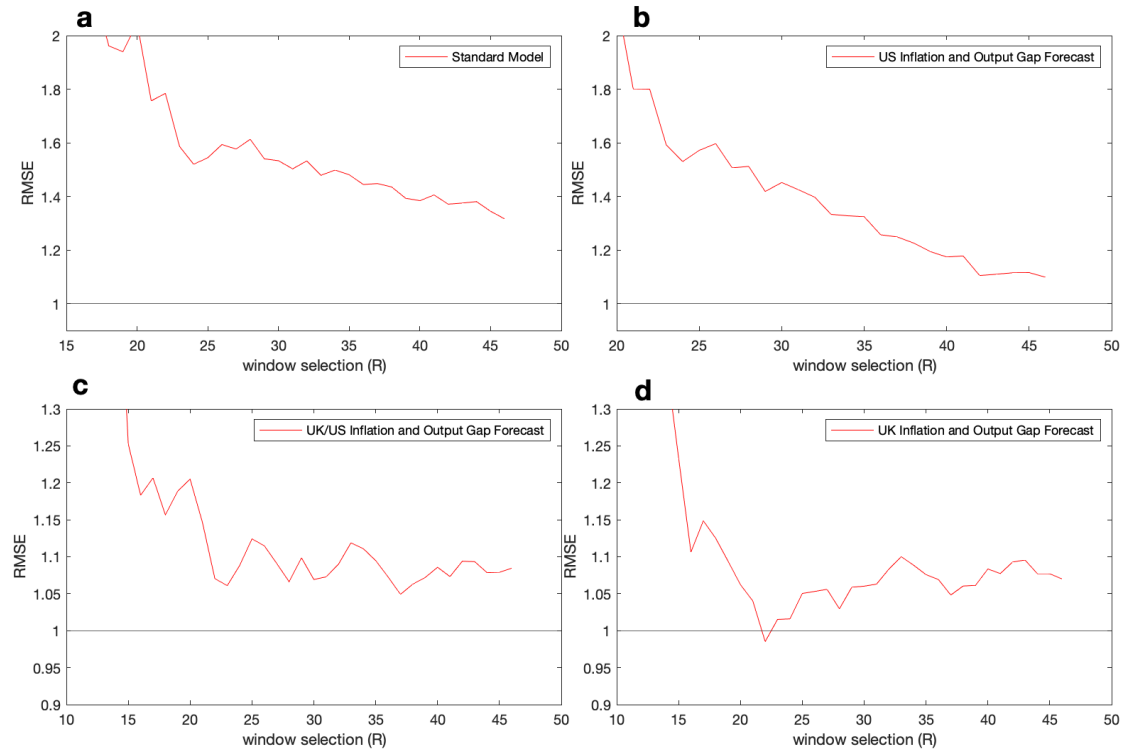 a
2
1.8
1.6
1.4
1.2
1
RMSE
Standard Model
15 20 25 30 35 40 45 50
window selection (R)
b
2
1.8
1.6
1.4
1.2
1
RMSE
US Inflation and Output Gap Forecast
20 25 30 35 40 45 50
window selection (R)
c
1.3
1.25
1.2
1.15
1.1
1.05
1
0.95
0.9
RMSE
UK/US Inflation and Output Gap Forecast
10 15 20 25 30 35 40 45 50
window selection (R)
d
1.3
1.25
1.2
1.15
1.1
1.05
1
0.95
0.9
RMSE
UK Inflation and Output Gap Forecast
10 15 20 25 30 35 40 45 50
window selection (R)